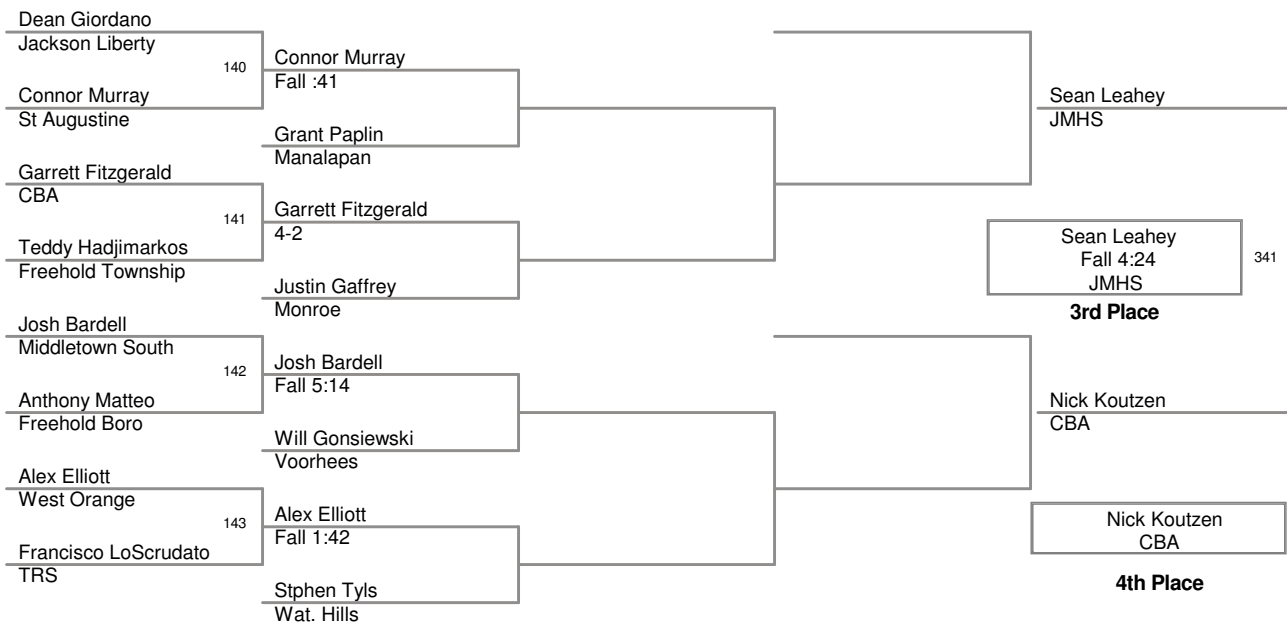 Dean Giordano
Jackson Liberty
140
Connor Murray
Fall :41
Connor Murray
St Augustine
Grant Paplin
Manalapan
Garrett Fitzgerald
CBA
141
Garrett Fitzgerald
4-2
Teddy Hadjimarkos
Freehold Township
Justin Gaffrey
Monroe
Josh Bardell
Middletown South
142
Josh Bardell
Fall 5:14
Anthony Matteo
Freehold Boro
Will Gonsiewski
Voorhees
Alex Elliott
West Orange
143
Alex Elliott
Fall 1:42
Francisco LoScrudato
TRS
Stphen Tyls
Wat. Hills
Sean Leahey
JMHS
Sean Leahey
Fall 4:24
JMHS
341
3rd Place
Nick Koutzen
CBA
Nick Koutzen
CBA
4th Place